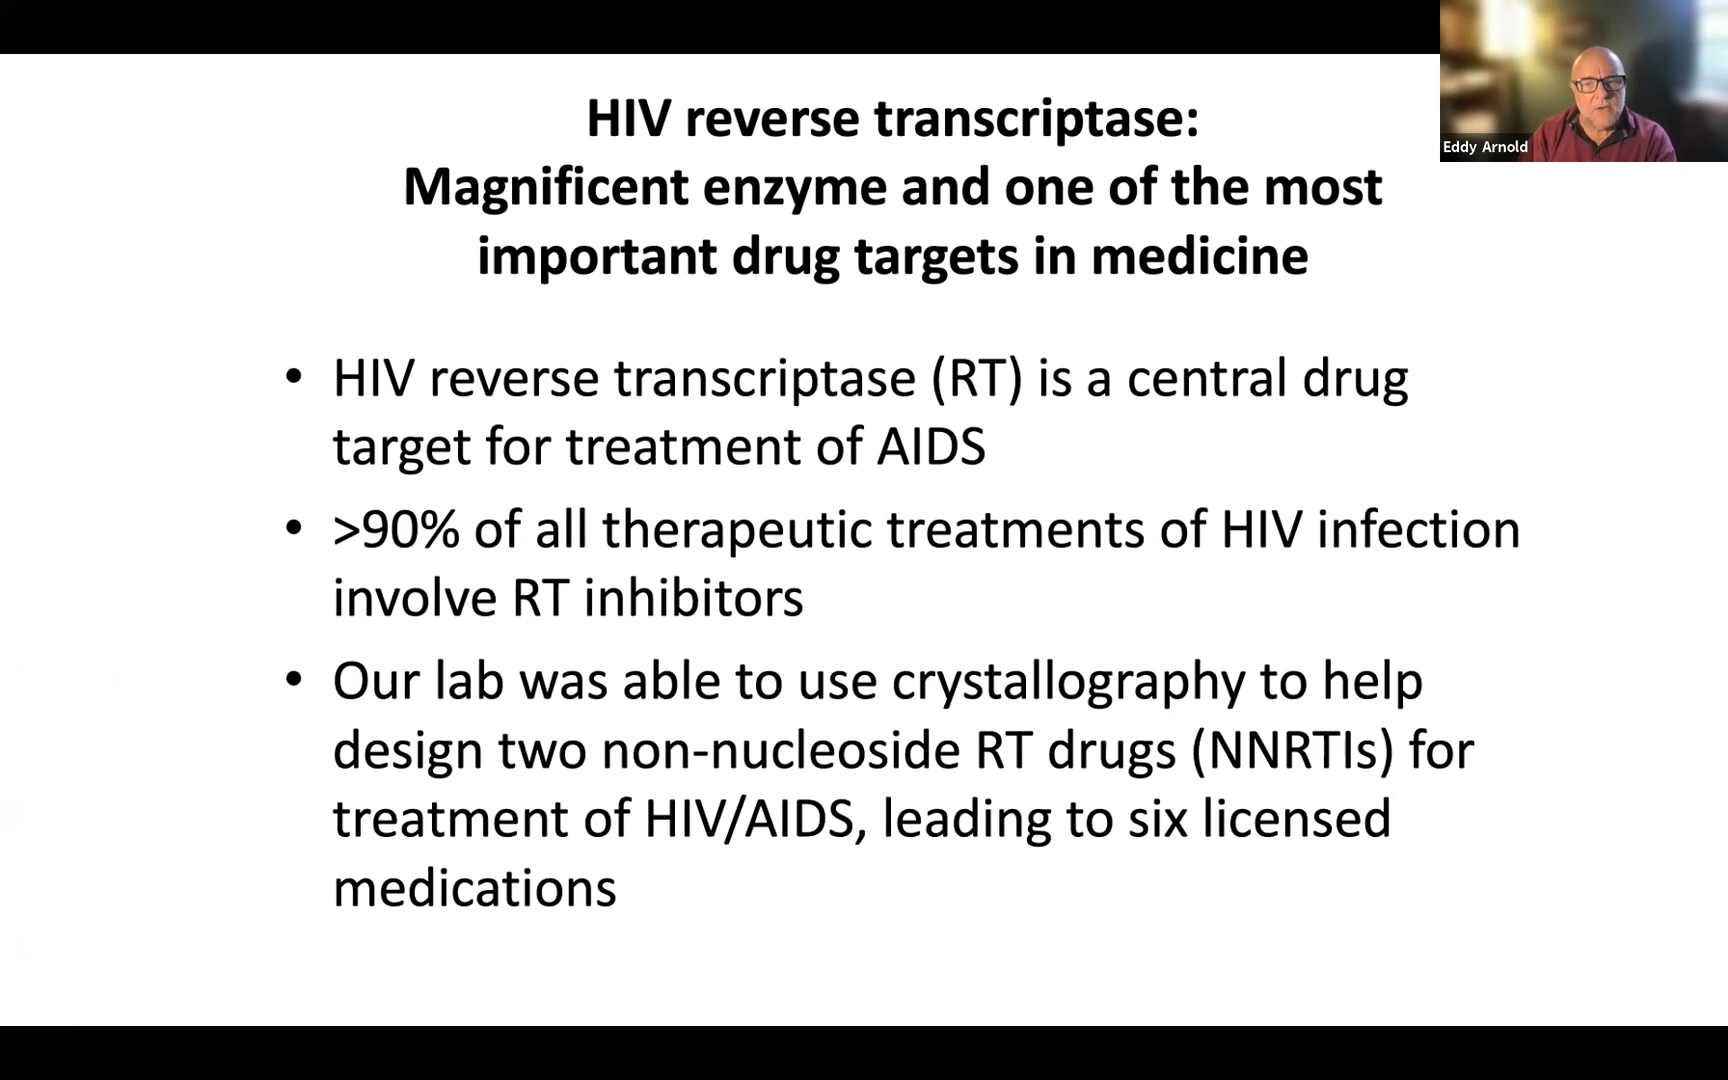 HIV reverse transcriptase:
Magnificent enzyme and one of the most
important drug targets in medicine
Eddy Arnold
• HIV reverse transcriptase (RT) is a central drug
target for treatment of AIDS
• >90% of all therapeutic treatments of HIV infection
involve RT inhibitors
• Our lab was able to use crystallography to help
design two non-nucleoside RT drugs (NNRTIs) for
treatment of HIV/AIDS, leading to six licensed
medications